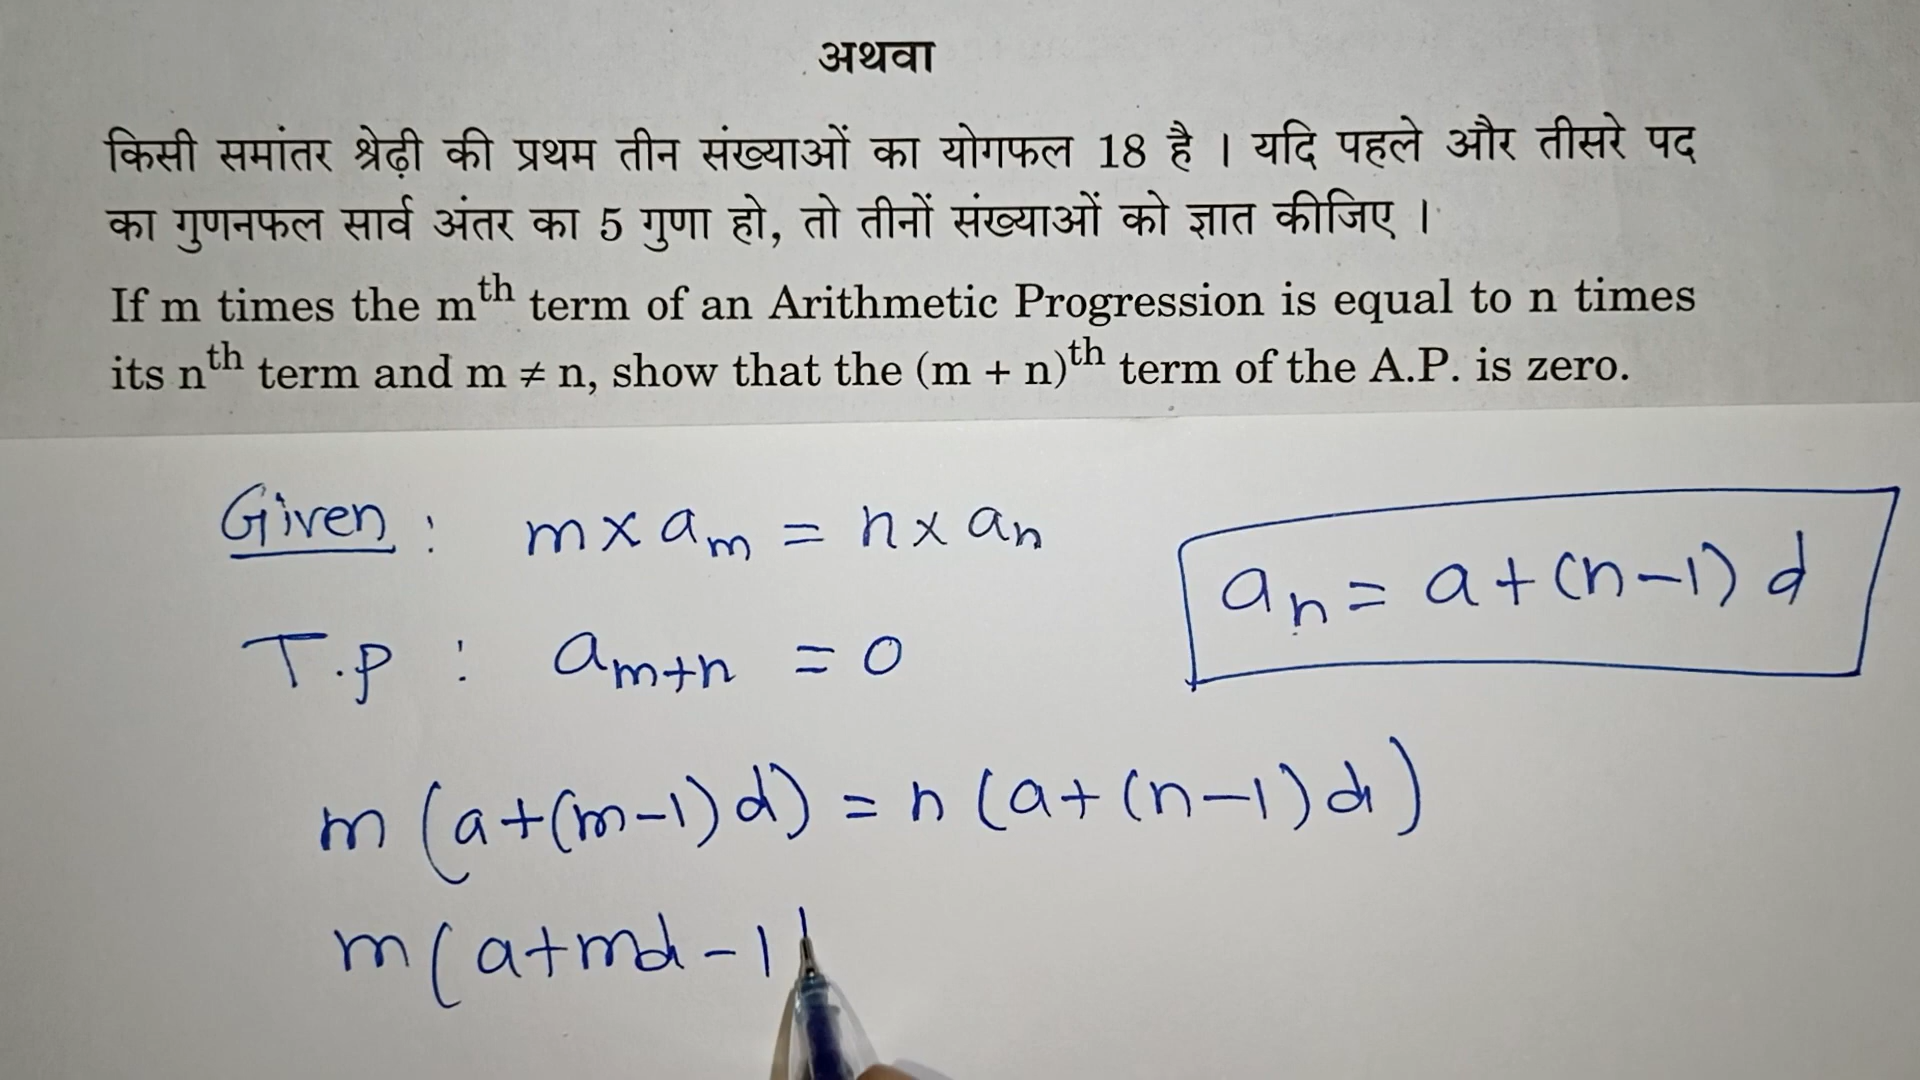 अथवा
किसी समांतर श्रेढ़ी की प्रथम तीन संख्याओं का योगफल 18 है । यदि पहले और तीसरे पद
का गुणनफल सार्व अंतर का 5 गुणा हो, तो तीनों संख्याओं को ज्ञात कीजिए ।
If m times the mᵗʰ term of an Arithmetic Progression is equal to n times
its nᵗʰ term and m ≠ n, show that the (m + n)ᵗʰ term of the A.P. is zero.
Given : m × aₘ = n × aₙ
aₙ = a + (n-1) d
T.p : aₘ₊ₙ = 0
m (a+(m-1) d) = n (a+(n-1) d)
m (a+md - 1